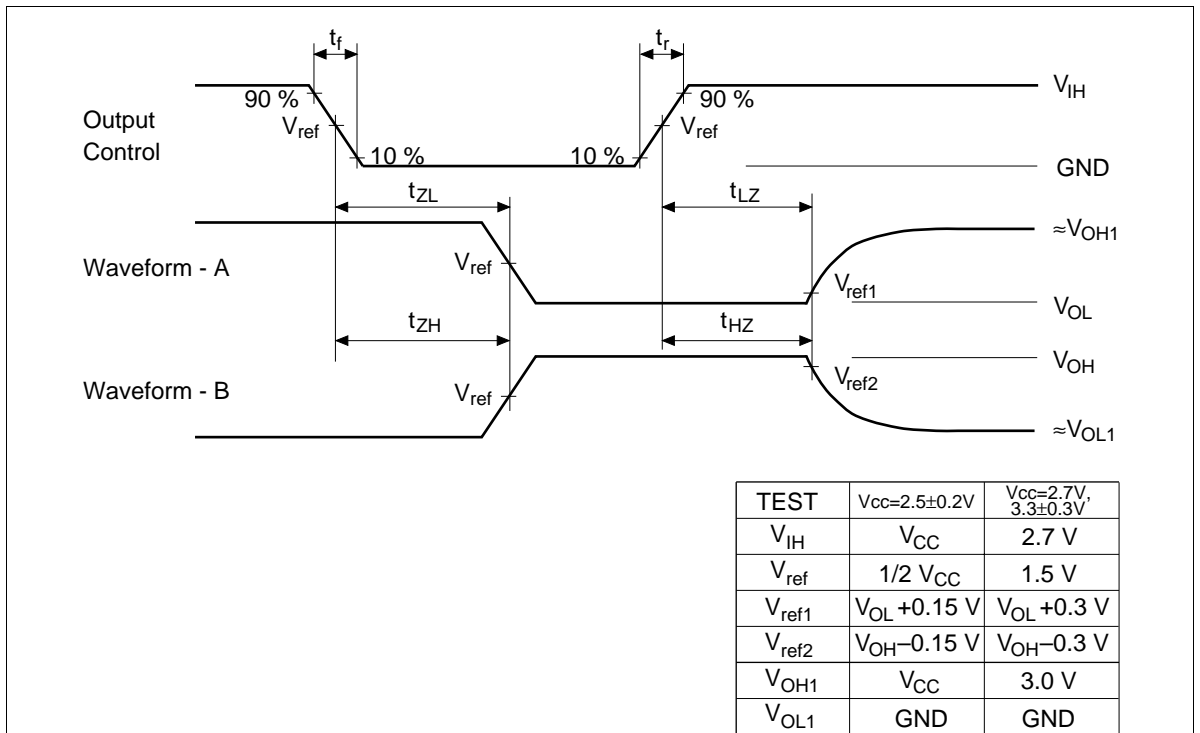 tf tr
90 % 90 % VIH
Output Control Vref Vref
10 % 10 % GND
tZL tLZ
≈VOH1
Waveform - A Vref Vref1
VOL
tZH tHZ
VOH
Waveform - B Vref Vref2
≈VOL1
TEST Vcc=2.5±0.2V Vcc=2.7V, 3.3±0.3V
VIH VCC 2.7 V
Vref 1/2 VCC 1.5 V
Vref1 VOL +0.15 V VOL +0.3 V
Vref2 VOH–0.15 V VOH–0.3 V
VOH1 VCC 3.0 V
VOL1 GND GND